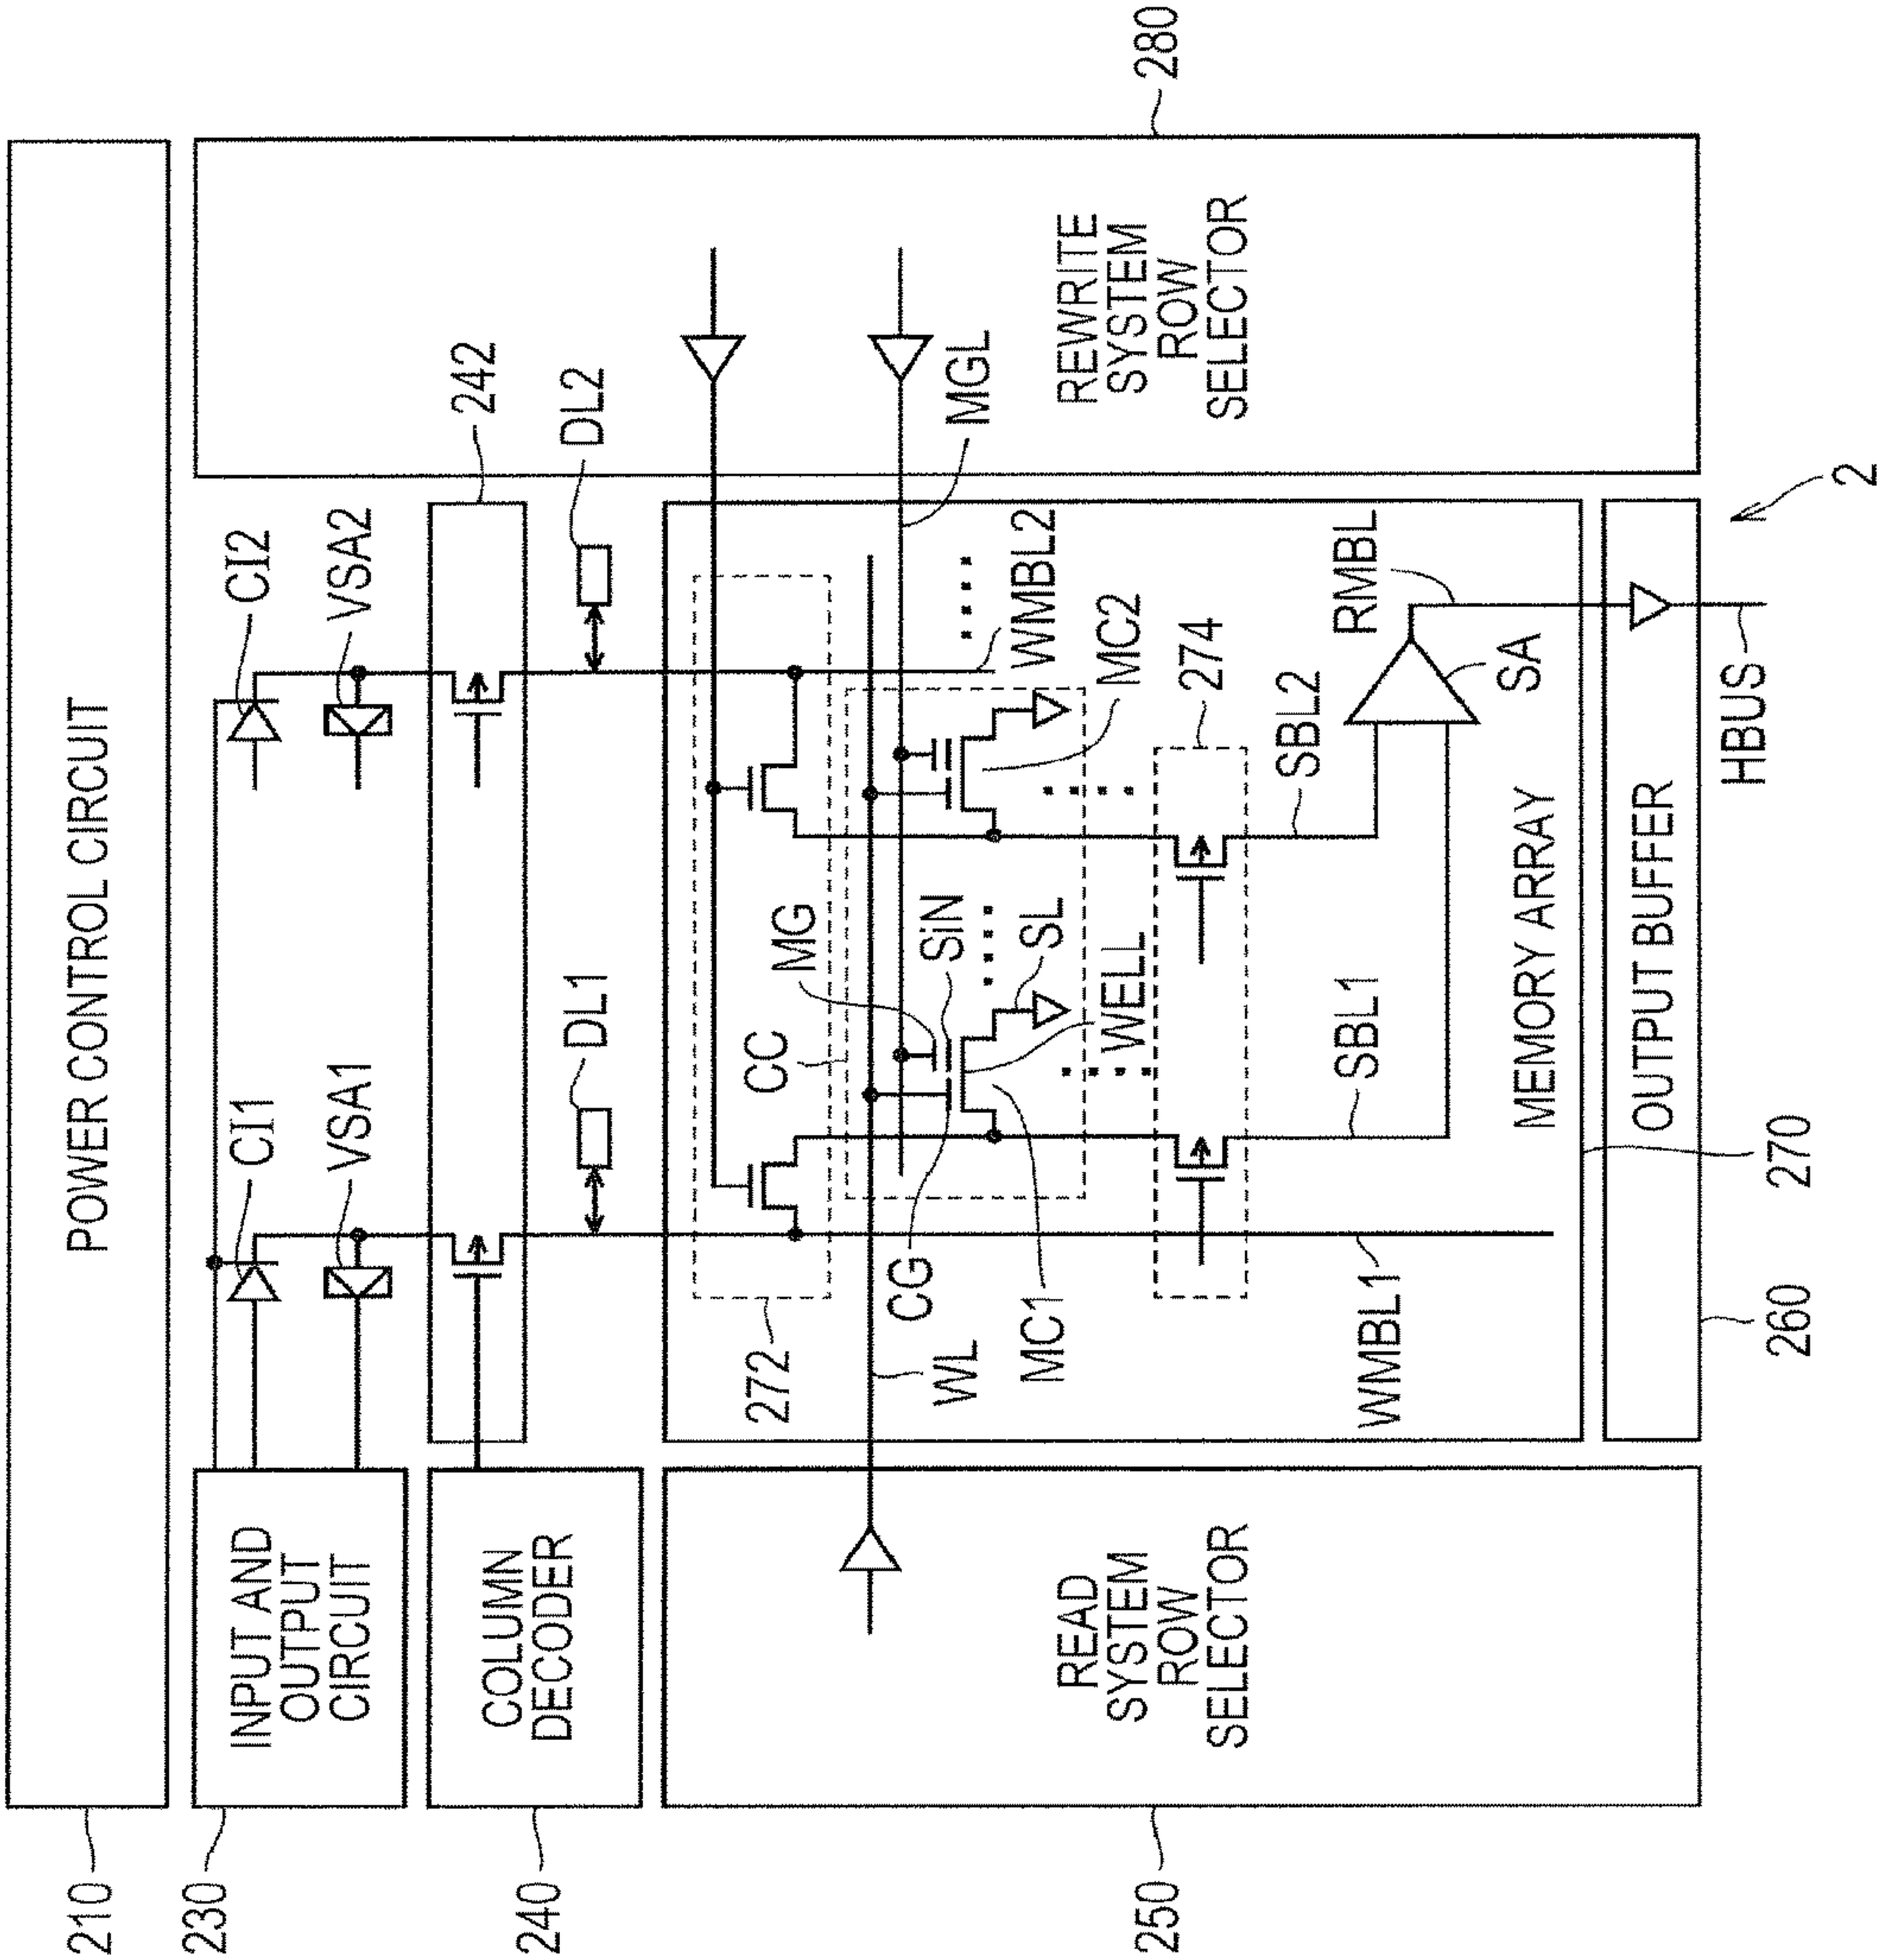 210
POWER CONTROL CIRCUIT
230
INPUT AND
OUTPUT
CIRCUIT
CI1
VSA1
CI2
VSA2
240
COLUMN
DECODER
242
DL1
DL2
250
READ
SYSTEM
ROW
SELECTOR
272
WL
CC
MG
CG
SiN
MC1
SL
WELL
MGL
WMBL2
MC2
274
WMBL1
SBL1
SBL2
RMBL
SA
MEMORY ARRAY
270
OUTPUT BUFFER
260
HBUS
REWRITE
SYSTEM
ROW
SELECTOR
280
2